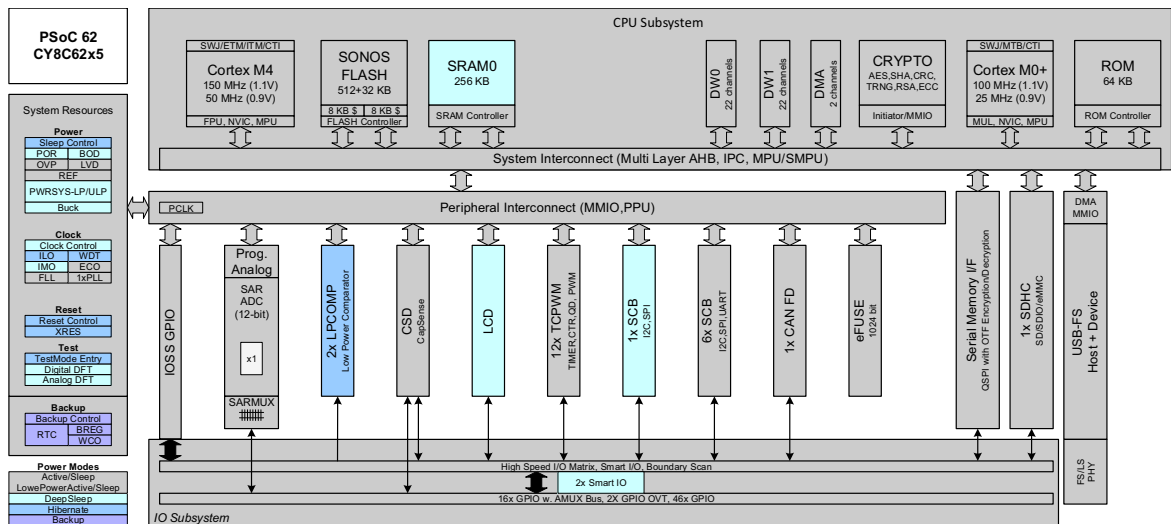 PSoC 62
CY8C62x5
System Resources
Power
Sleep Control
POR BOD
OVP LVD
REF
PWRSYS-LP/ULP
Buck
Clock
Clock Control
ILO WDT
IMO ECO
FLL 1xPLL
Reset
Reset Control
XRES
Test
TestMode Entry
Digital DFT
Analog DFT
Backup
Backup Control
RTC BREG
WCO
Power Modes
Active/Sleep
LowePowerActive/Sleep
DeepSleep
Hibernate
Backup
CPU Subsystem
SWJ/ETM/ITM/CTI
Cortex M4
150 MHz (1.1V)
50 MHz (0.9V)
FPU, NVIC, MPU
SONOS
FLASH
512+32 KB
8 KB $ 8 KB $
FLASH Controller
SRAM0
256 KB
SRAM Controller
DW0
22 channels
DW1
22 channels
DMA
2 channels
CRYPTO
AES,SHA,CRC,
TRNG,RSA,ECC
Initiator/MMIO
SWJ/MTB/CTI
Cortex M0+
100 MHz (1.1V)
25 MHz (0.9V)
MUL, NVIC, MPU
ROM
64 KB
ROM Controller
System Interconnect (Multi Layer AHB, IPC, MPU/SMPU)
PCLK
Peripheral Interconnect (MMIO,PPU)
IOSS GPIO
Prog.
Analog
SAR
ADC
(12-bit)
x1
SARMUX
2x LPCOMP
Low Power Comparator
CSD
CapSense
LCD
12x TCPWM
TIMER,CTR,QD, PWM
1x SCB
I2C,SPI
6x SCB
I2C,SPI,UART
1x CAN FD
eFUSE
1024 bit
Serial Memory I/F
QSPI with OTF Encryption/Decryption
1x SDHC
SD/SDIO/eMMC
DMA
MMIO
USB-FS
Host + Device
FS/LS
PHY
High Speed I/O Matrix, Smart I/O, Boundary Scan
2x Smart IO
16x GPIO w. AMUX Bus, 2X GPIO OVT, 46x GPIO
IO Subsystem